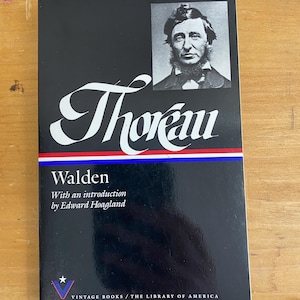 Thoreau
Walden
With an introduction
by Edward Hoagland
VINTAGE BOOKS / THE LIBRARY OF AMERICA